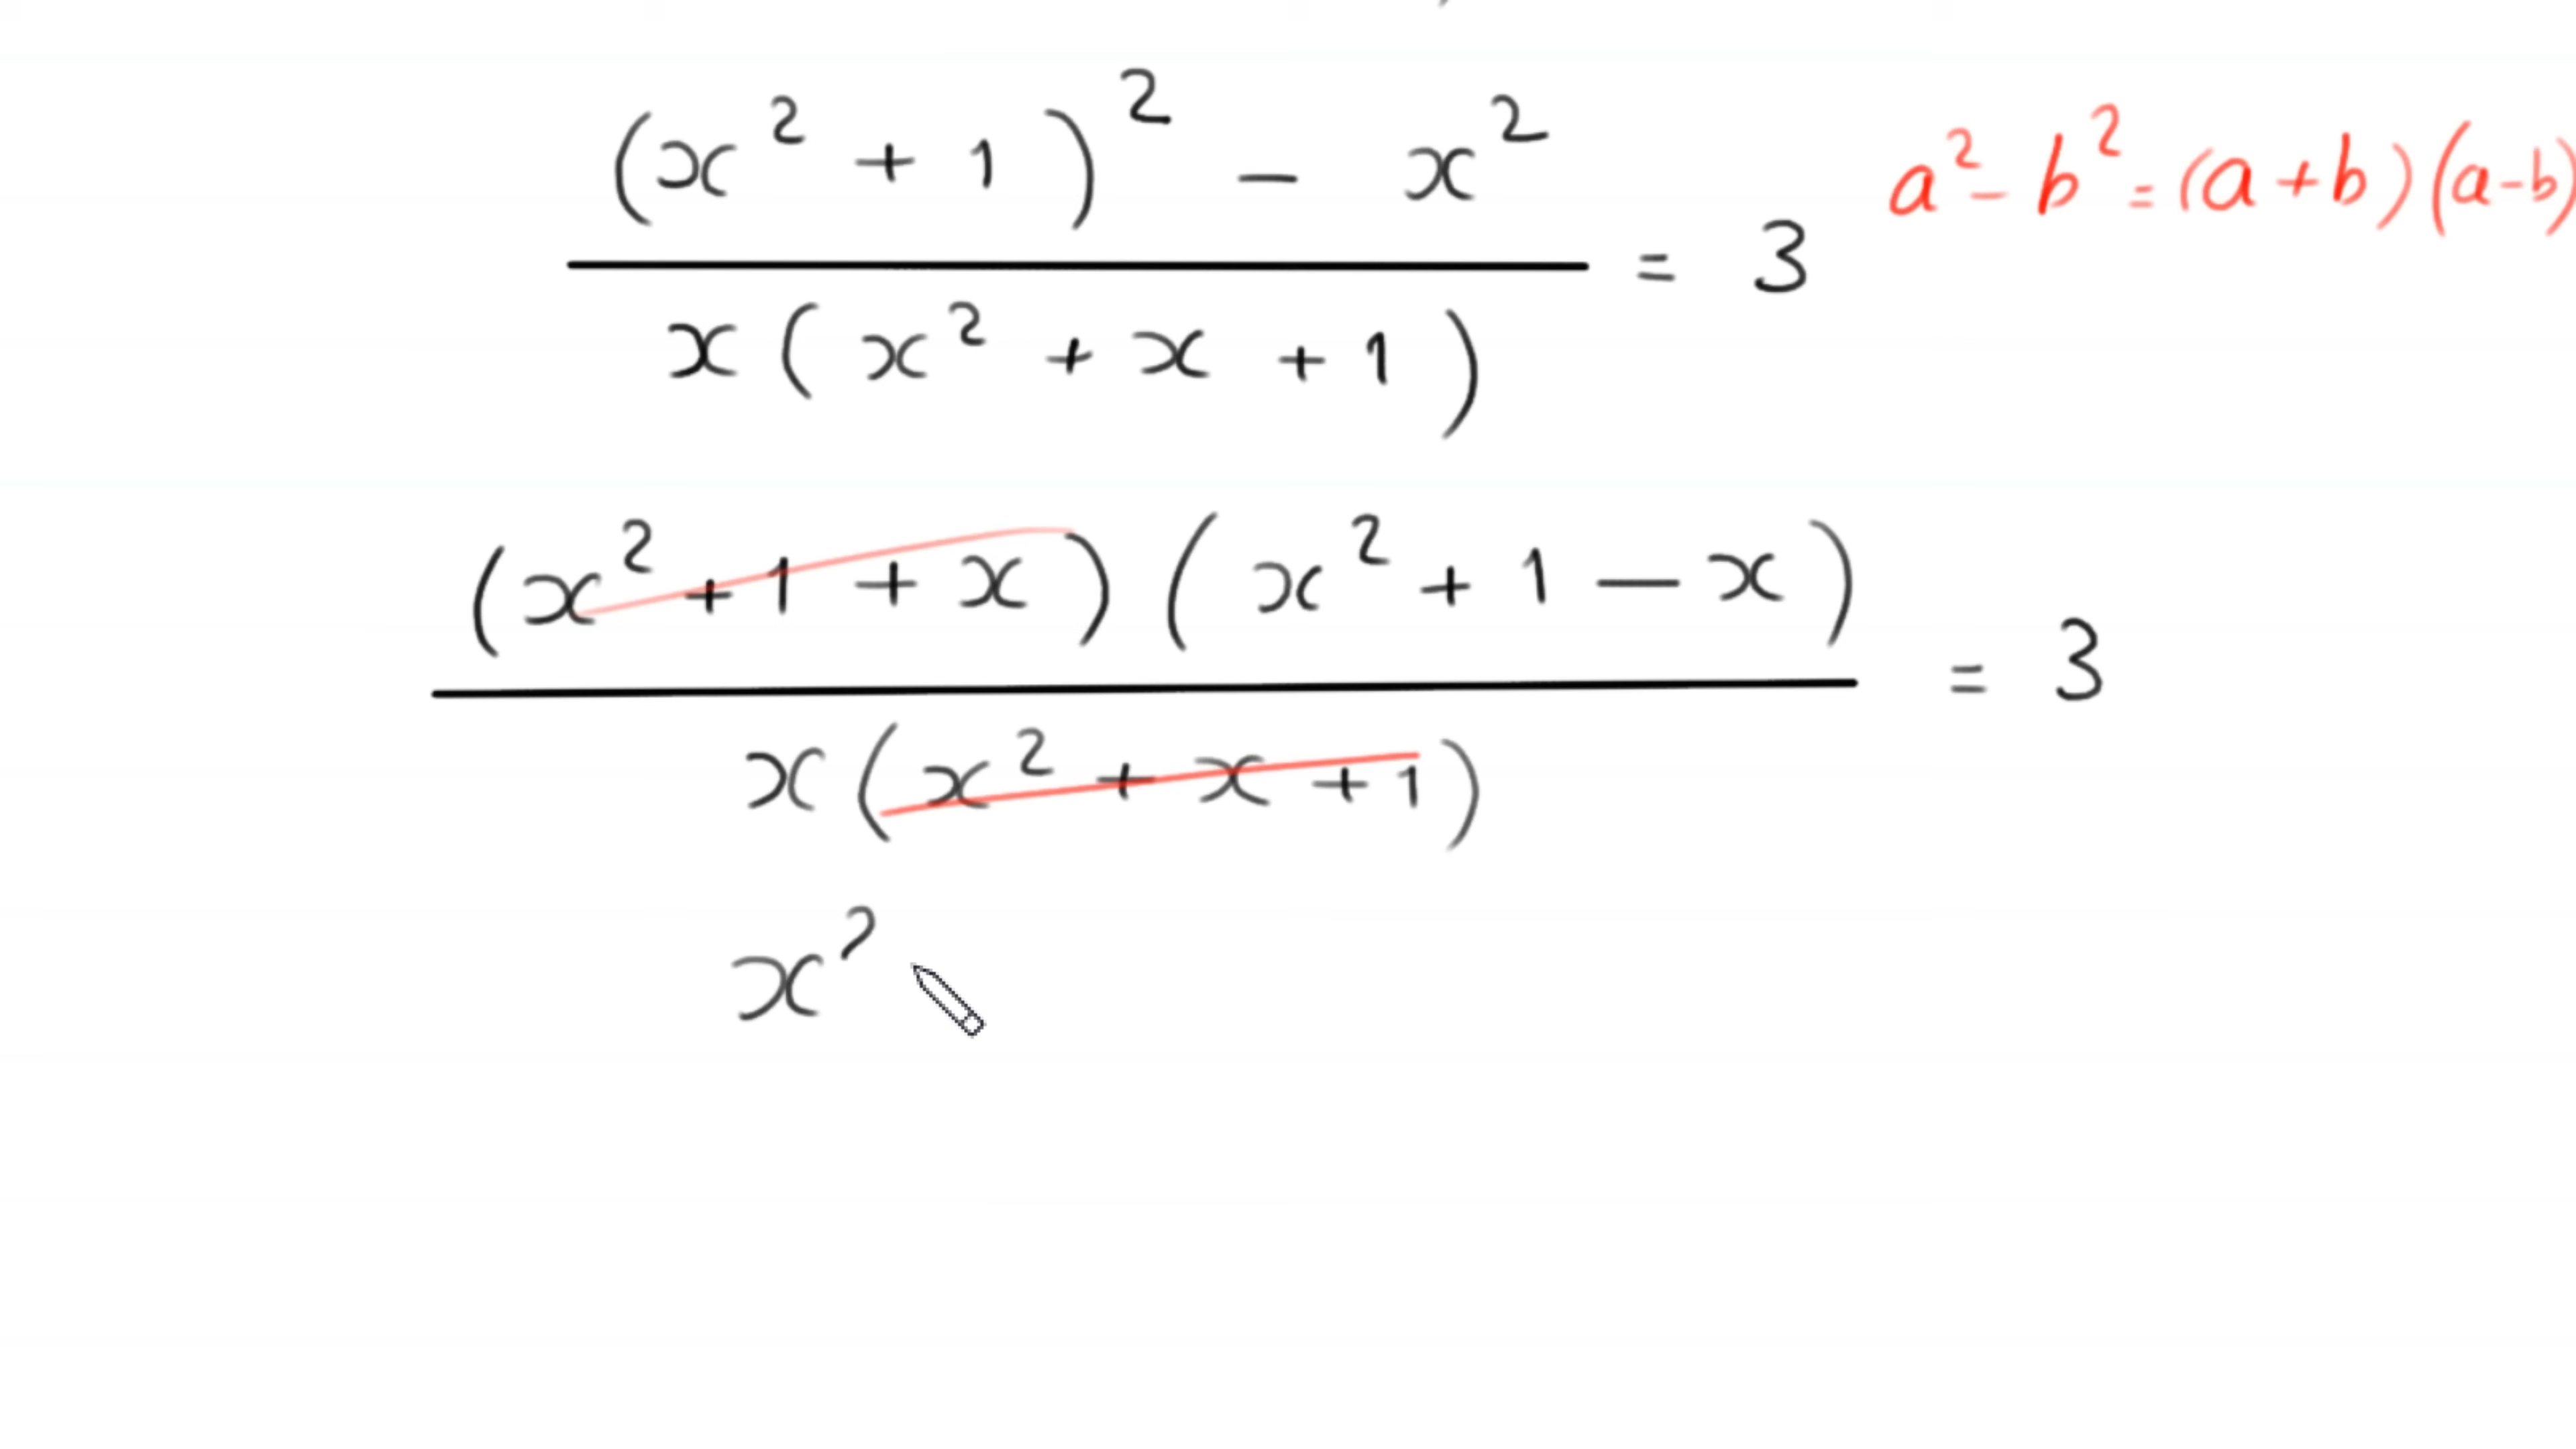 (x² + 1)² − x²
a² − b² = (a + b)(a − b)
= 3
x(x² + x + 1)
(x² + 1 + x)(x² + 1 − x)
= 3
x(x² + x + 1)
x²